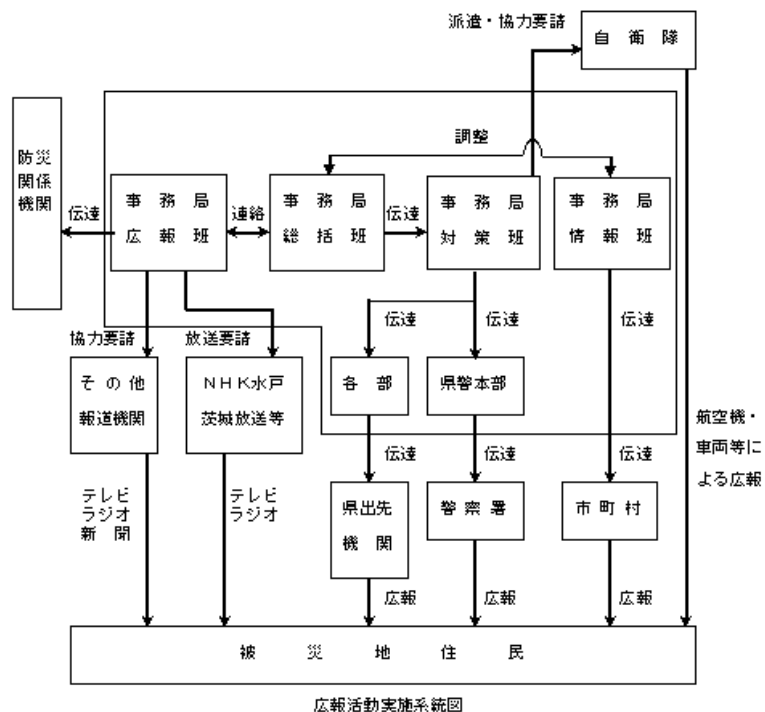 派遣・協力要請
自衛隊
防災
関係
機関
調整
事務局
広報班
事務局
総括班
事務局
対策班
事務局
情報班
伝達
連絡
伝達
伝達
伝達
伝達
協力要請
放送要請
その他
報道機関
NHK水戸
茨城放送等
各部
県警本部
航空機・
車両等に
よる広報
伝達
伝達
伝達
テレビ
ラジオ
新聞
テレビ
ラジオ
県出先
機関
警察署
市町村
広報
広報
広報
被災地住民
広報活動実施系統図